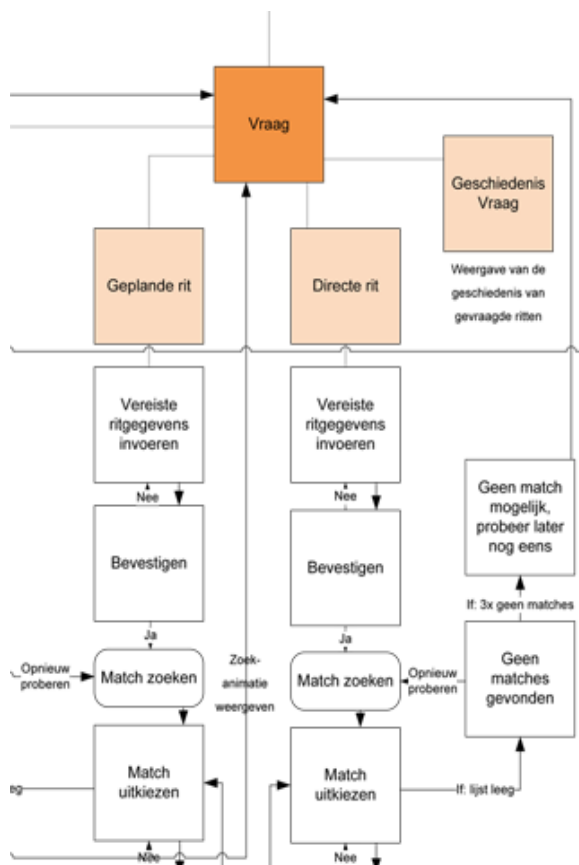 Vraag
Geschiedenis
Vraag
Geplande rit
Directe rit
Weergave van de
geschiedenis van
gevraagde ritten
Vereiste
ritgegevens
invoeren
Vereiste
ritgegevens
invoeren
Nee
Nee
Geen match
mogelijk,
probeer later
nog eens
Bevestigen
Bevestigen
If: 3x geen matches
Ja
Ja
Opnieuw
proberen
Match zoeken
Zoek-
animatie
weergeven
Match zoeken
Opnieuw
proberen
Geen
matches
gevonden
Match
uitkiezen
Match
uitkiezen
If: lijst leeg
Nee
Nee